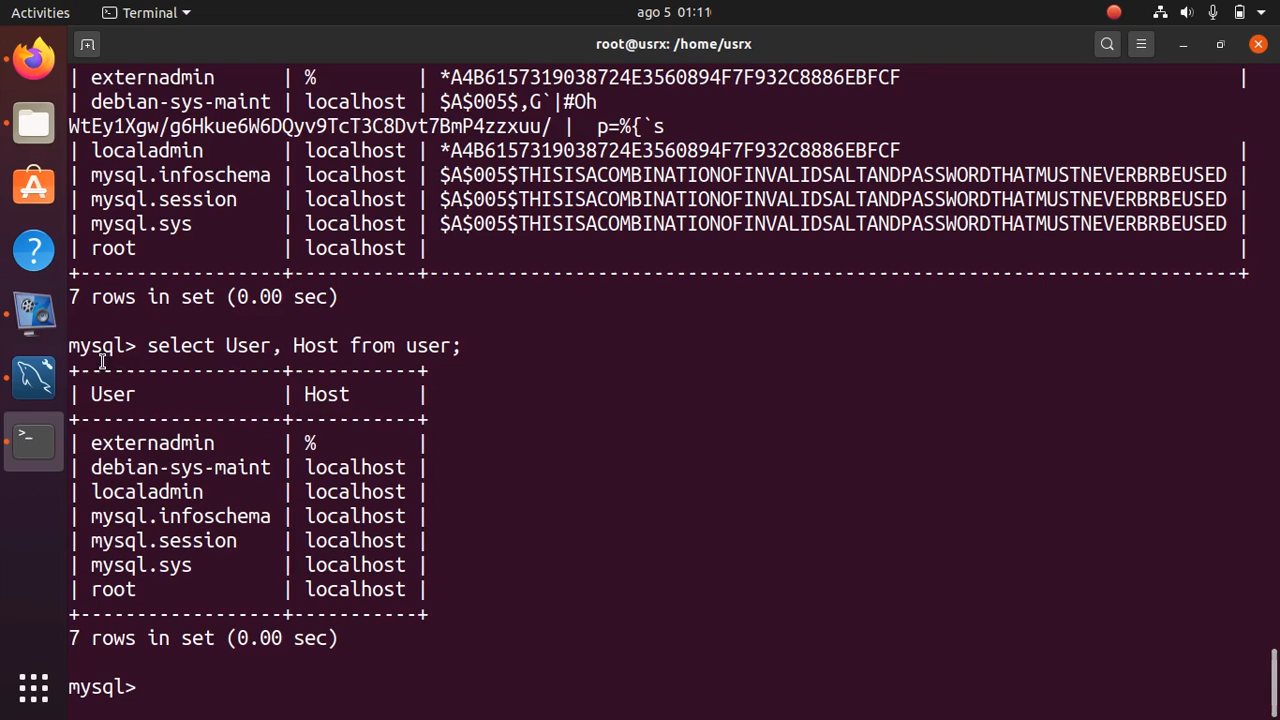 Activities
Terminal
ago 5 01:11
root@usrx: /home/usrx
| externadmin | % | *A4B6157319038724E3560894F7F932C8886EBFCF |
| debian-sys-maint | localhost | $A$005$,G`|#Oh
WtEy1Xgw/g6Hkue6W6DQyv9TcT3C8Dvt7BmP4zzxuu/ | p=%{`s
| localadmin | localhost | *A4B6157319038724E3560894F7F932C8886EBFCF |
| mysql.infoschema | localhost | $A$005$THISISACOMBINATIONOFINVALIDSALTANDPASSWORDTHATMUSTNEVERBRBEUSED |
| mysql.session | localhost | $A$005$THISISACOMBINATIONOFINVALIDSALTANDPASSWORDTHATMUSTNEVERBRBEUSED |
| mysql.sys | localhost | $A$005$THISISACOMBINATIONOFINVALIDSALTANDPASSWORDTHATMUSTNEVERBRBEUSED |
| root | localhost | |
+------------------+-----------+------------------------------------------------------------------------+
7 rows in set (0.00 sec)
mysql> select User, Host from user;
+------------------+-----------+
| User | Host |
+------------------+-----------+
| externadmin | % |
| debian-sys-maint | localhost |
| localadmin | localhost |
| mysql.infoschema | localhost |
| mysql.session | localhost |
| mysql.sys | localhost |
| root | localhost |
+------------------+-----------+
7 rows in set (0.00 sec)
mysql>